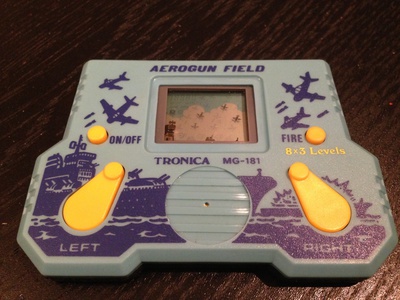 AEROGUN FIELD
ON/OFF
FIRE
8×3 Levels
TRONICA MG-181
LEFT
RIGHT